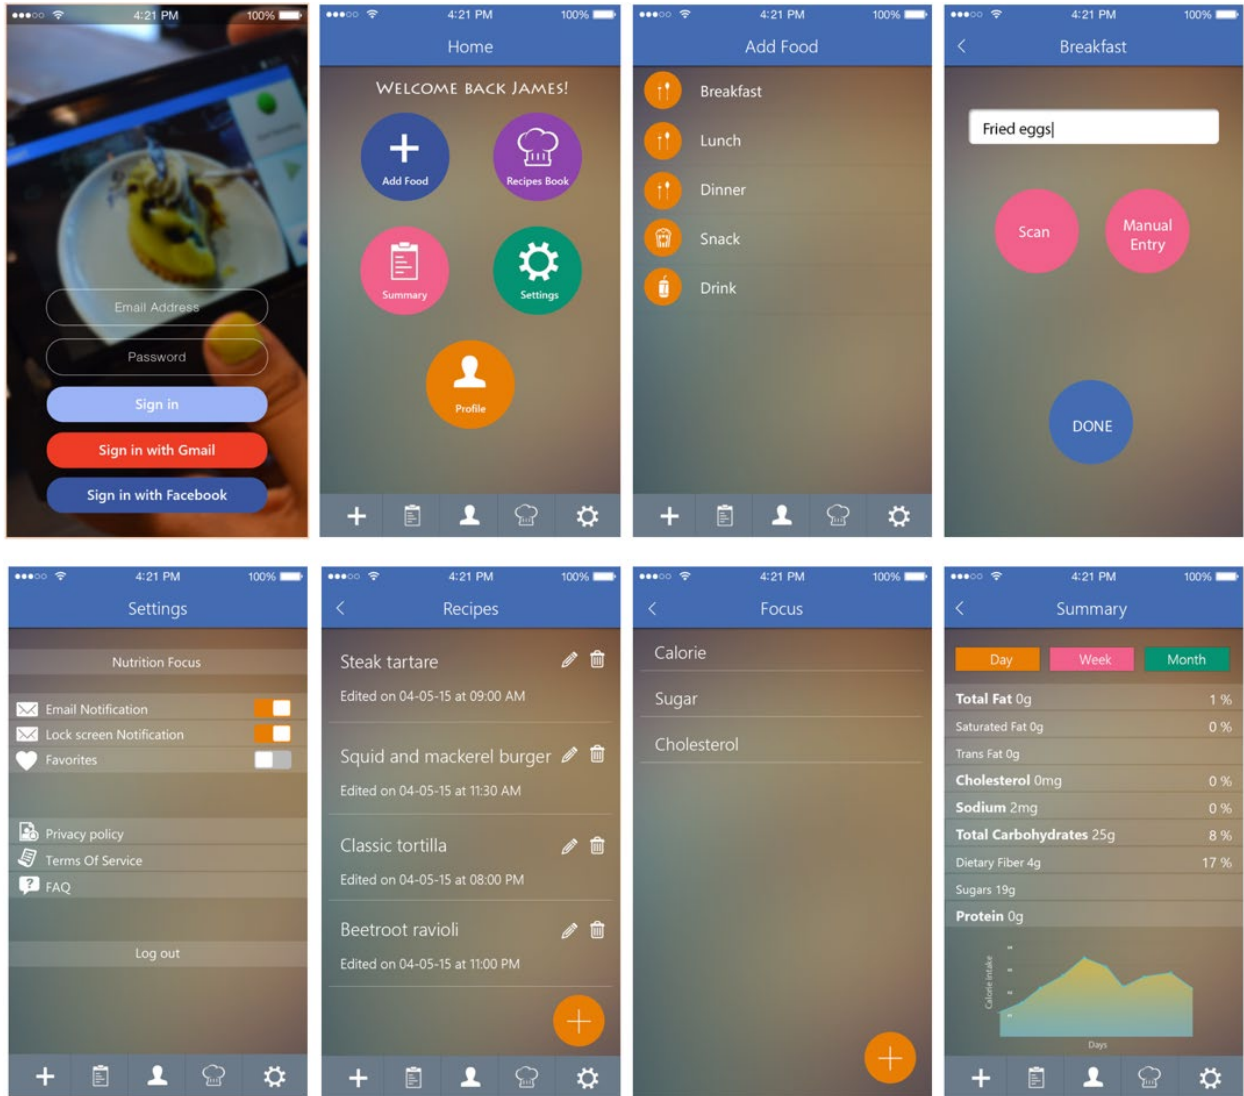 4:21 PM 100%
Email Address
Password
Sign in
Sign in with Gmail
Sign in with Facebook
4:21 PM 100%
Home
WELCOME BACK JAMES!
Add Food
Recipes Book
Summary
Settings
Profile
4:21 PM 100%
Add Food
Breakfast
Lunch
Dinner
Snack
Drink
4:21 PM 100%
Breakfast
Fried eggs
Scan
Manual
Entry
DONE
4:21 PM 100%
Settings
Nutrition Focus
Email Notification
Lock screen Notification
Favorites
Privacy policy
Terms Of Service
FAQ
Log out
4:21 PM 100%
Recipes
Steak tartare
Edited on 04-05-15 at 09:00 AM
Squid and mackerel burger
Edited on 04-05-15 at 11:30 AM
Classic tortilla
Edited on 04-05-15 at 08:00 PM
Beetroot ravioli
Edited on 04-05-15 at 11:00 PM
4:21 PM 100%
Focus
Calorie
Sugar
Cholesterol
4:21 PM 100%
Summary
Day Week Month
Total Fat 0g 1 %
Saturated Fat 0g 0 %
Trans Fat 0g
Cholesterol 0mg 0 %
Sodium 2mg 0 %
Total Carbohydrates 25g 8 %
Dietary Fiber 4g 17 %
Sugars 19g
Protein 0g
Calorie intake
Days